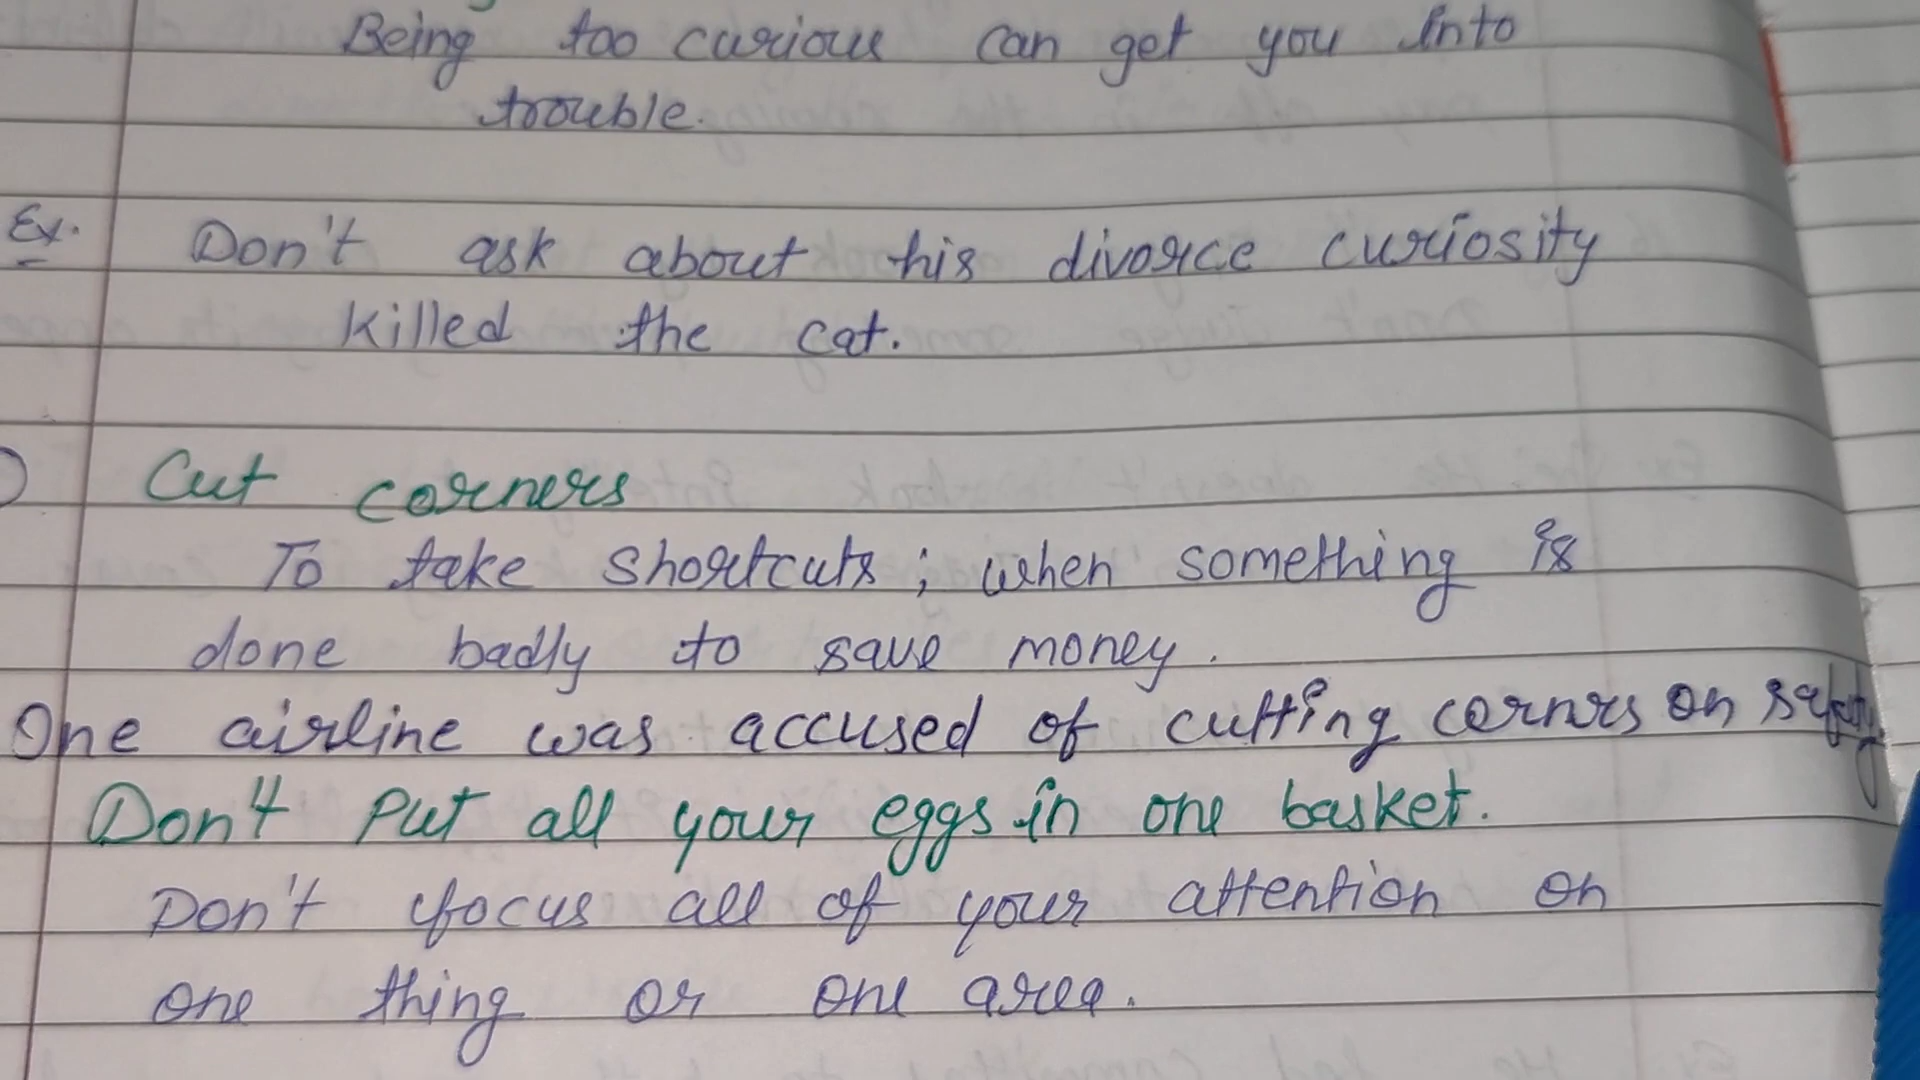 Being too curious can get you into
trouble.
Ex. Don't ask about his divorce curiosity
killed the cat.
Cut corners
To take shortcuts; when something is
done badly to save money.
One airline was accused of cutting corners on safety
Don't put all your eggs in one basket.
Don't focus all of your attention on
one thing or one area.